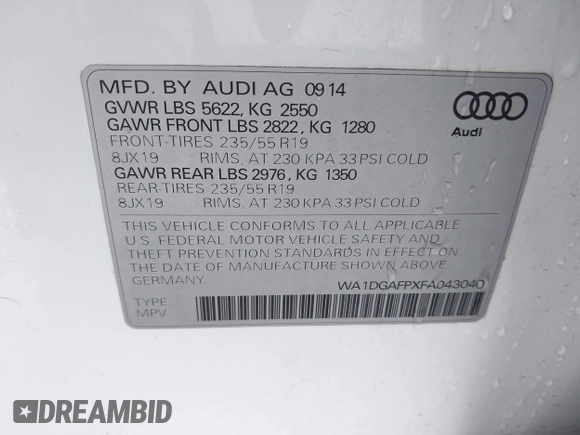 MFD. BY AUDI AG 09 14
GVWR LBS 5622, KG 2550
GAWR FRONT LBS 2822, KG 1280
FRONT-TIRES 235/55 R19
8JX19 RIMS, AT 230 KPA 33 PSI COLD
GAWR REAR LBS 2976, KG 1350
REAR-TIRES 235/55 R19
8JX19 RIMS, AT 230 KPA 33 PSI COLD
Audi
THIS VEHICLE CONFORMS TO ALL APPLICABLE
U.S. FEDERAL MOTOR VEHICLE SAFETY AND
THEFT PREVENTION STANDARDS IN EFFECT ON
THE DATE OF MANUFACTURE SHOWN ABOVE.
GERMANY
WA1DGAFPXFA043040
TYPE
MPV
DREAMBID